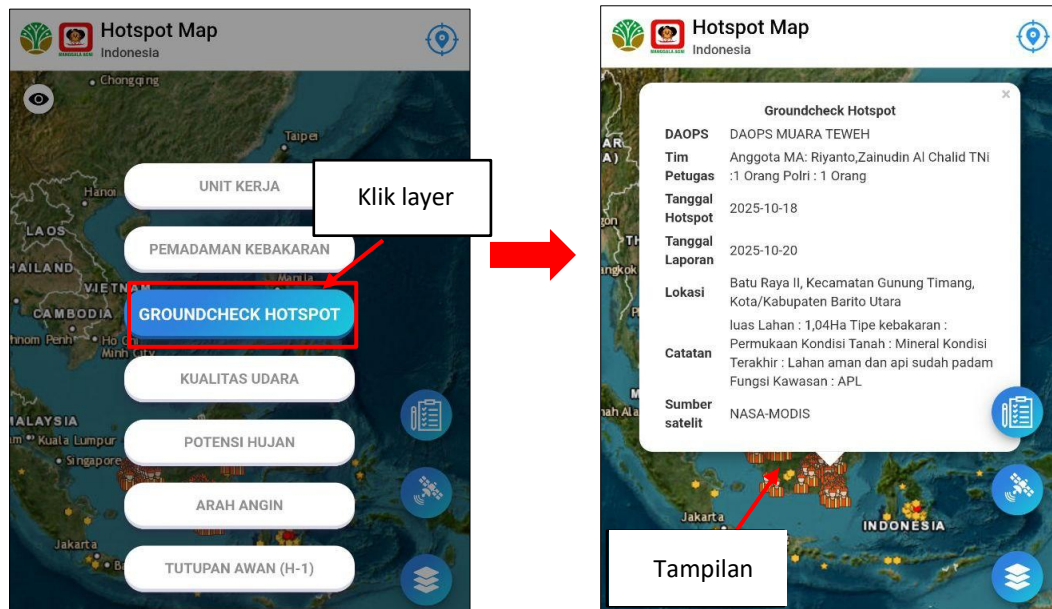 Hotspot Map
Indonesia
Chongqing
Taipei
Hanoi
UNIT KERJA
Klik layer
LAOS
PEMADAMAN KEBAKARAN
HAILAND
Manila
VIETNAM
CAMBODIA
GROUNDCHECK HOTSPOT
hnom Penh
Ho Chi
Minh City
KUALITAS UDARA
MALAYSIA
Kuala Lumpur
POTENSI HUJAN
Singapore
ARAH ANGIN
Jakarta
TUTUPAN AWAN (H-1)
Hotspot Map
Indonesia
×
Groundcheck Hotspot
DAOPS DAOPS MUARA TEWEH
Tim Anggota MA: Riyanto,Zainudin Al Chalid TNi
Petugas :1 Orang Polri : 1 Orang
Tanggal
Hotspot 2025-10-18
Tanggal
Laporan 2025-10-20
Lokasi Batu Raya II, Kecamatan Gunung Timang,
Kota/Kabupaten Barito Utara
Catatan luas Lahan : 1,04Ha Tipe kebakaran :
Permukaan Kondisi Tanah : Mineral Kondisi
Terakhir : Lahan aman dan api sudah padam
Fungsi Kawasan : APL
Sumber
satelit NASA-MODIS
Jakarta
INDONESIA
Tampilan